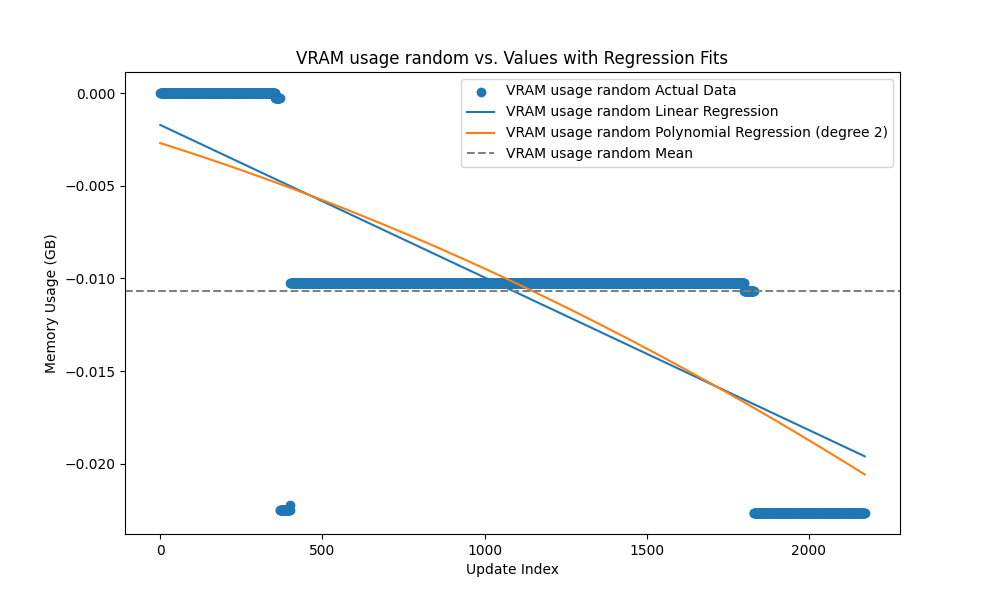 VRAM usage random vs. Values with Regression Fits
VRAM usage random Actual Data
VRAM usage random Linear Regression
VRAM usage random Polynomial Regression (degree 2)
VRAM usage random Mean
Memory Usage (GB)
0.000
−0.005
−0.010
−0.015
−0.020
0
500
1000
1500
2000
Update Index